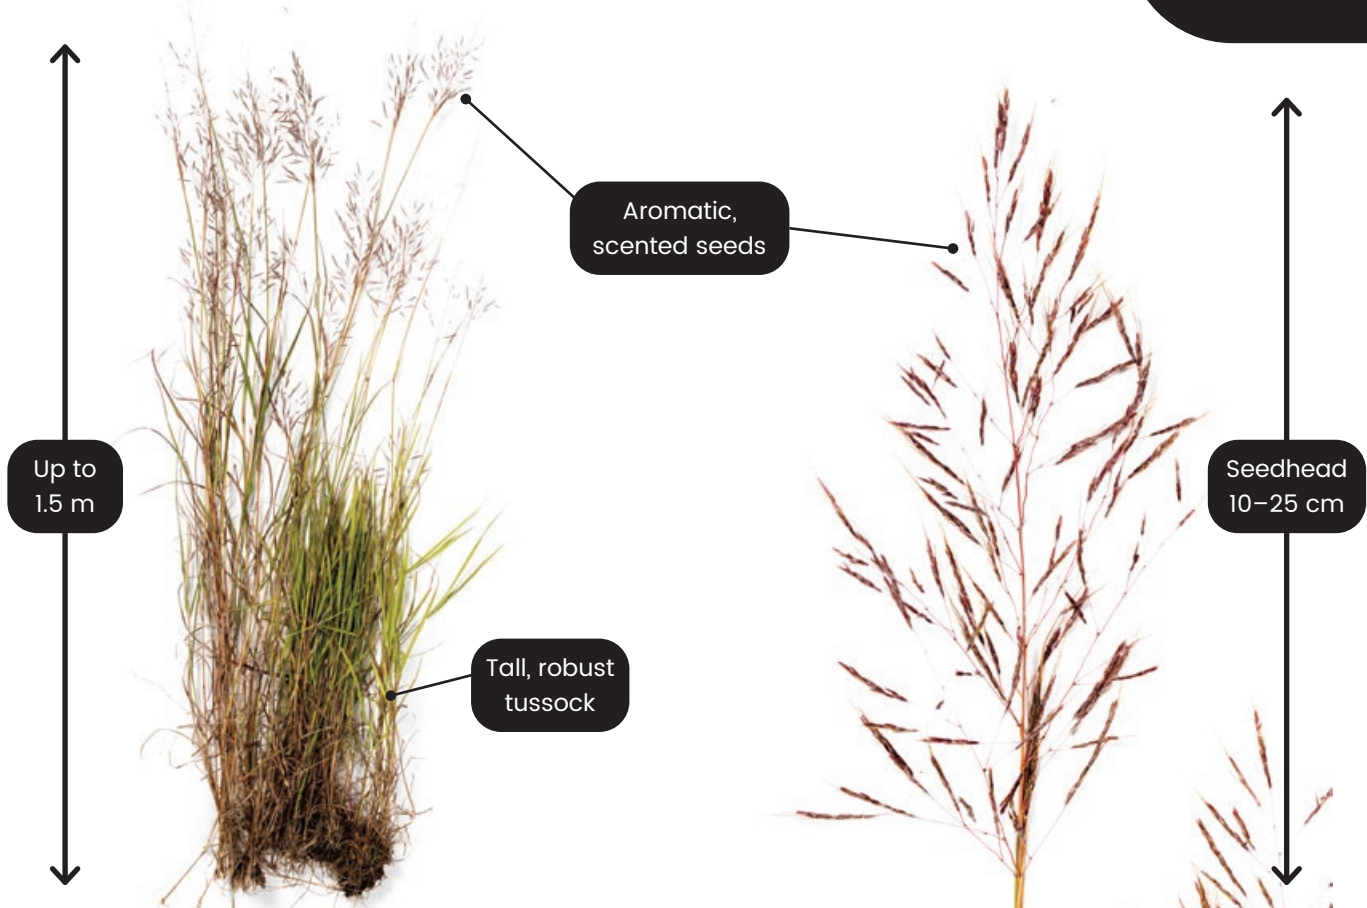 Aromatic,
scented seeds
Up to
1.5 m
Seedhead
10–25 cm
Tall, robust
tussock